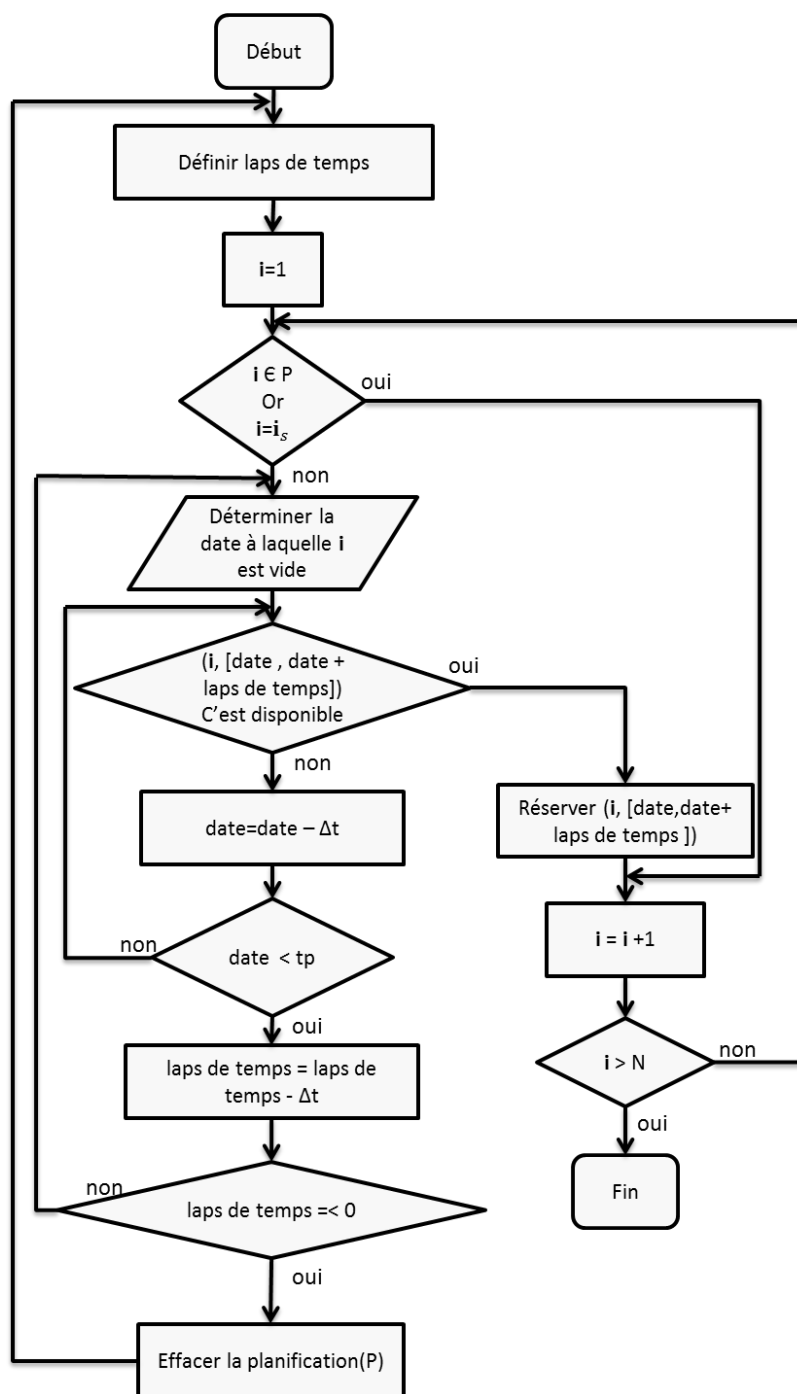 Début
Définir laps de temps
i=1
i Є P
Or
i=iₛ
oui
non
Déterminer la
date à laquelle i
est vide
(i, [date , date +
laps de temps])
C’est disponible
oui
non
date=date – Δt
Réserver (i, [date,date+
laps de temps ])
i = i +1
date < tp
non
oui
i > N
non
oui
laps de temps = laps de
temps - Δt
Fin
laps de temps =< 0
non
oui
Effacer la planification(P)